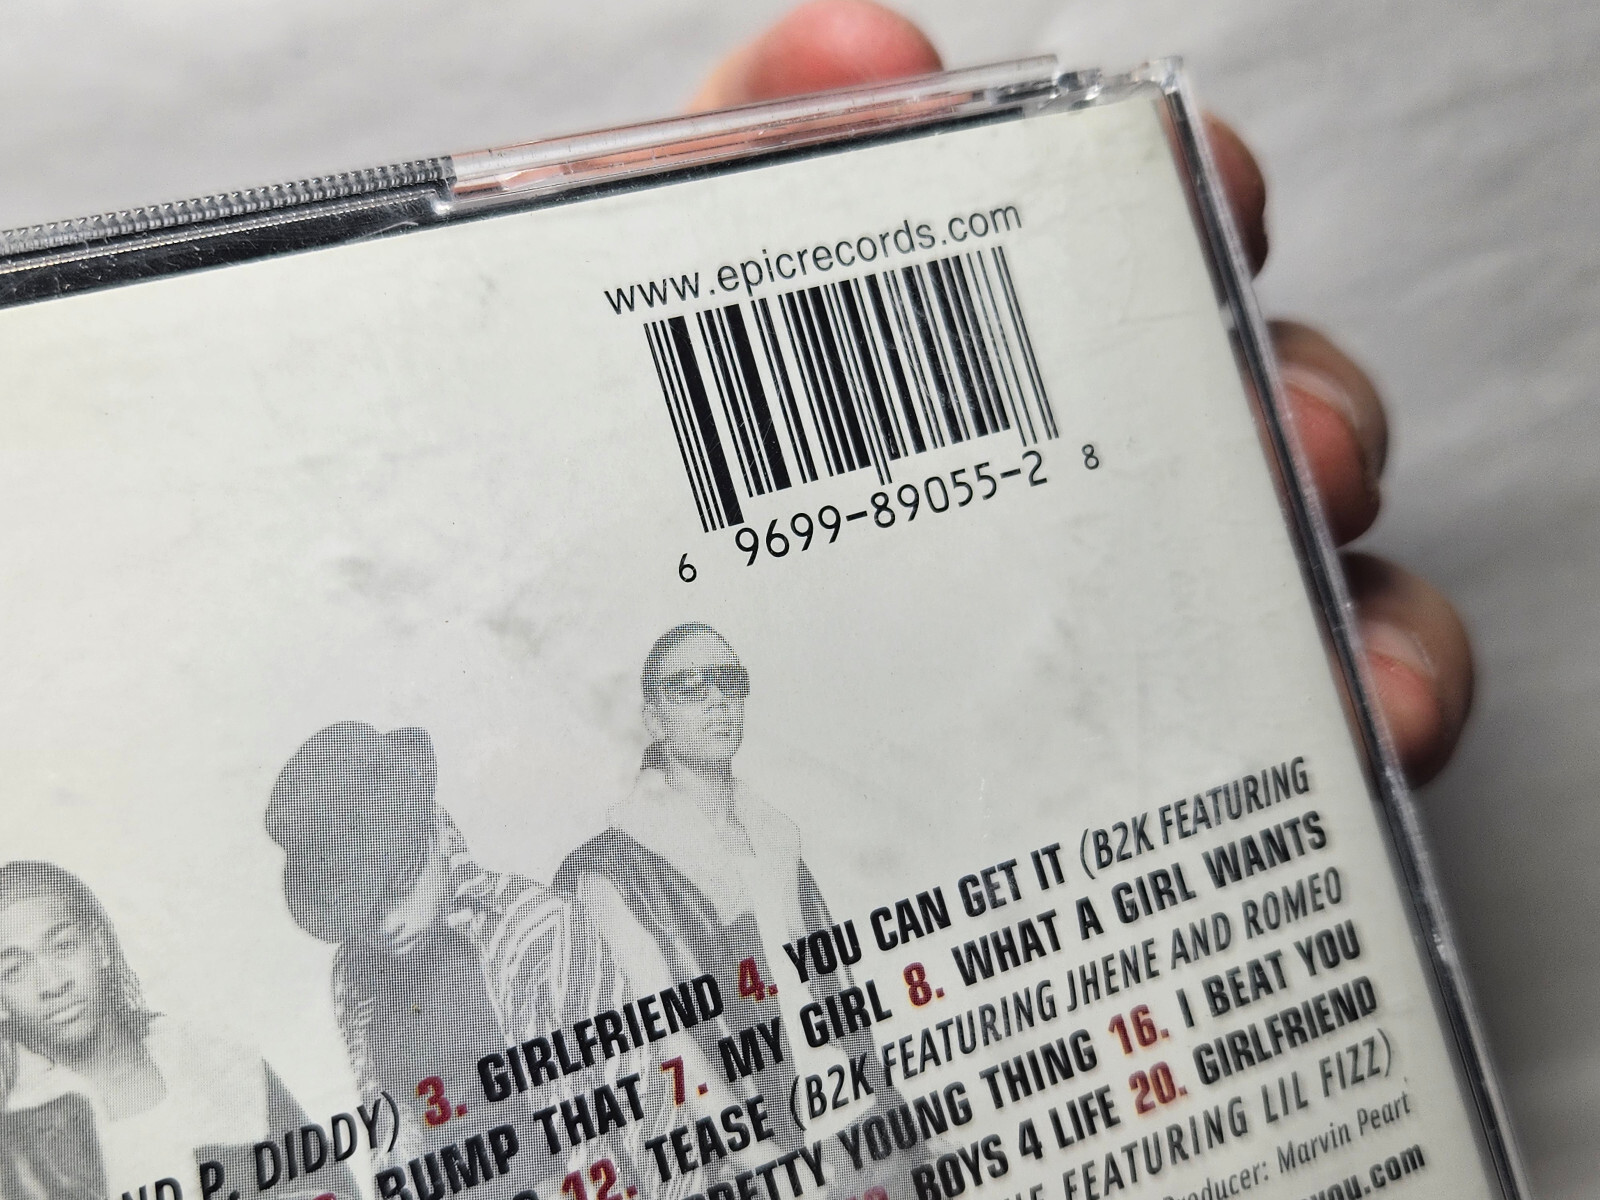 www.epicrecords.com
6 9699-89055-2 8
P. DIDDY) 3. GIRLFRIEND 4. YOU CAN GET IT (B2K FEATURING
BUMP THAT 7. MY GIRL 8. WHAT A GIRL WANTS
12. TEASE (B2K FEATURING JHENE AND ROMEO
PRETTY YOUNG THING 16. I BEAT YOU
BOYS 4 LIFE 20. GIRLFRIEND
FEATURING LIL FIZZ)
Producer: Marvin Peart